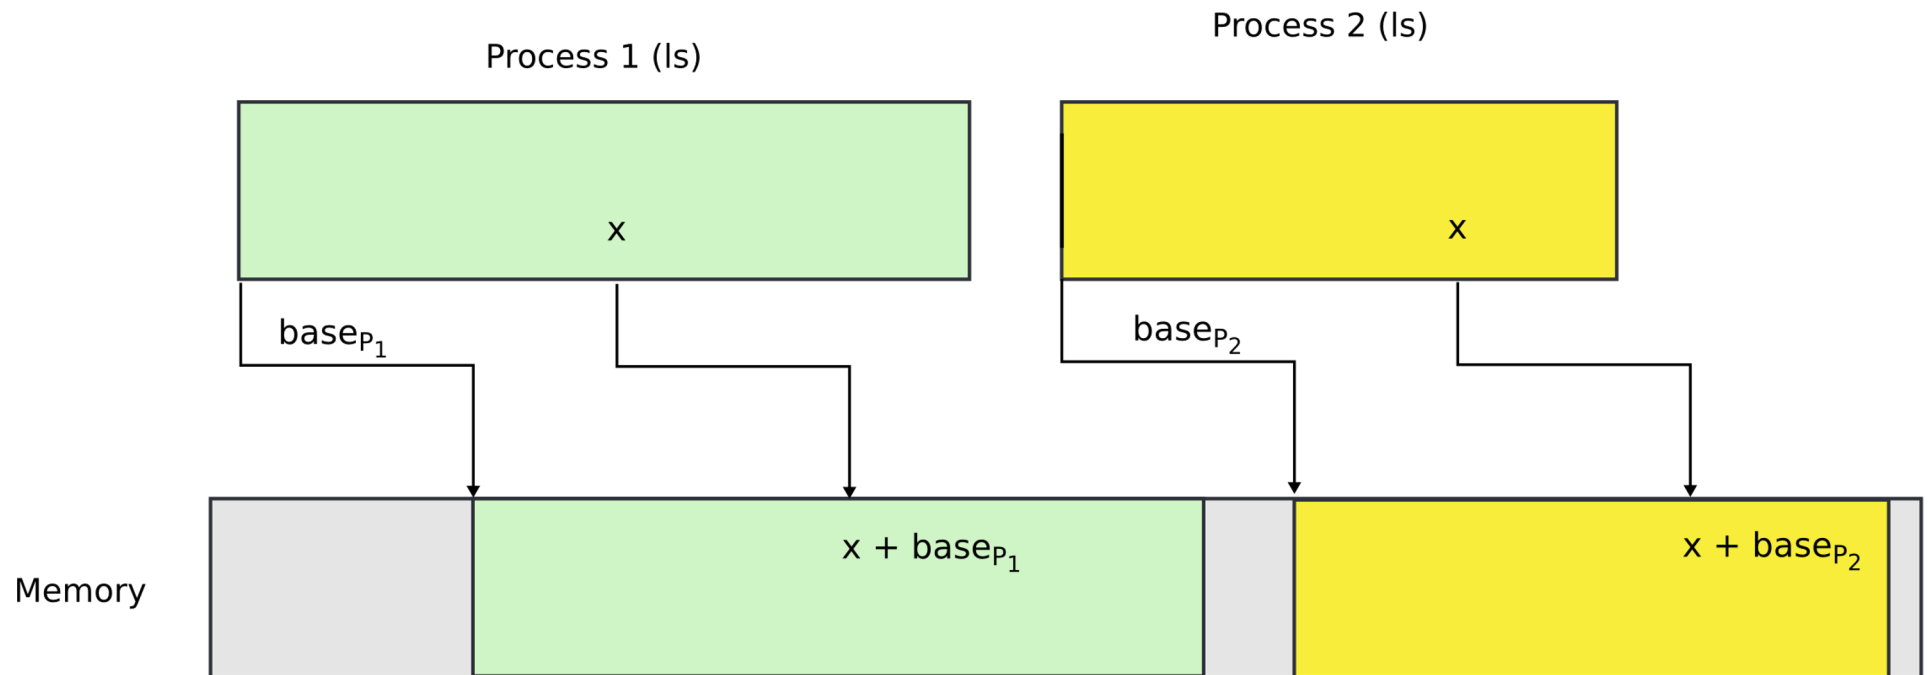 Process 1 (ls)
Process 2 (ls)
x
x
baseP1
baseP2
x + baseP1
x + baseP2
Memory